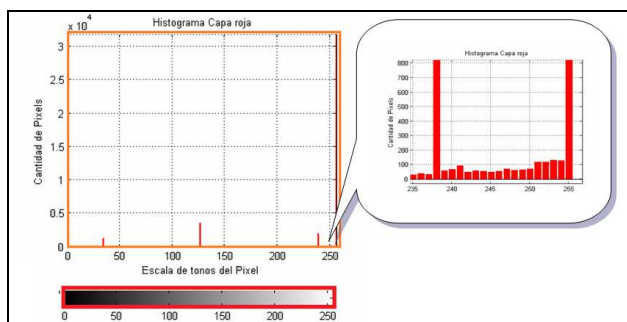 Histograma Capa roja
x 10⁴
3
2.5
2
1.5
1
0.5
0
Cantidad de Pixels
0 50 100 150 200 250
Escala de tonos del Pixel
0 50 100 150 200 250
Histograma Capa roja
800
700
600
500
400
300
200
100
0
Cantidad de Pixels
235 240 245 250 255 265